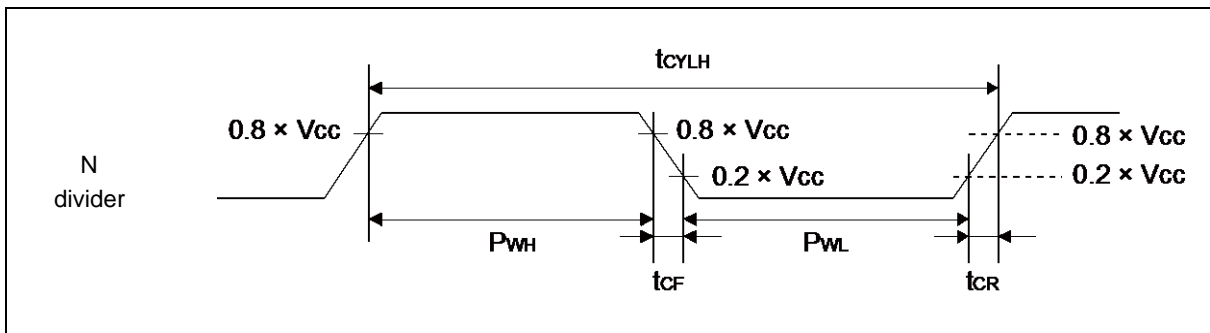 tCYLH
0.8 × Vcc
0.8 × Vcc
0.8 × Vcc
N
divider
0.2 × Vcc
0.2 × Vcc
PWH
PWL
tCF
tCR